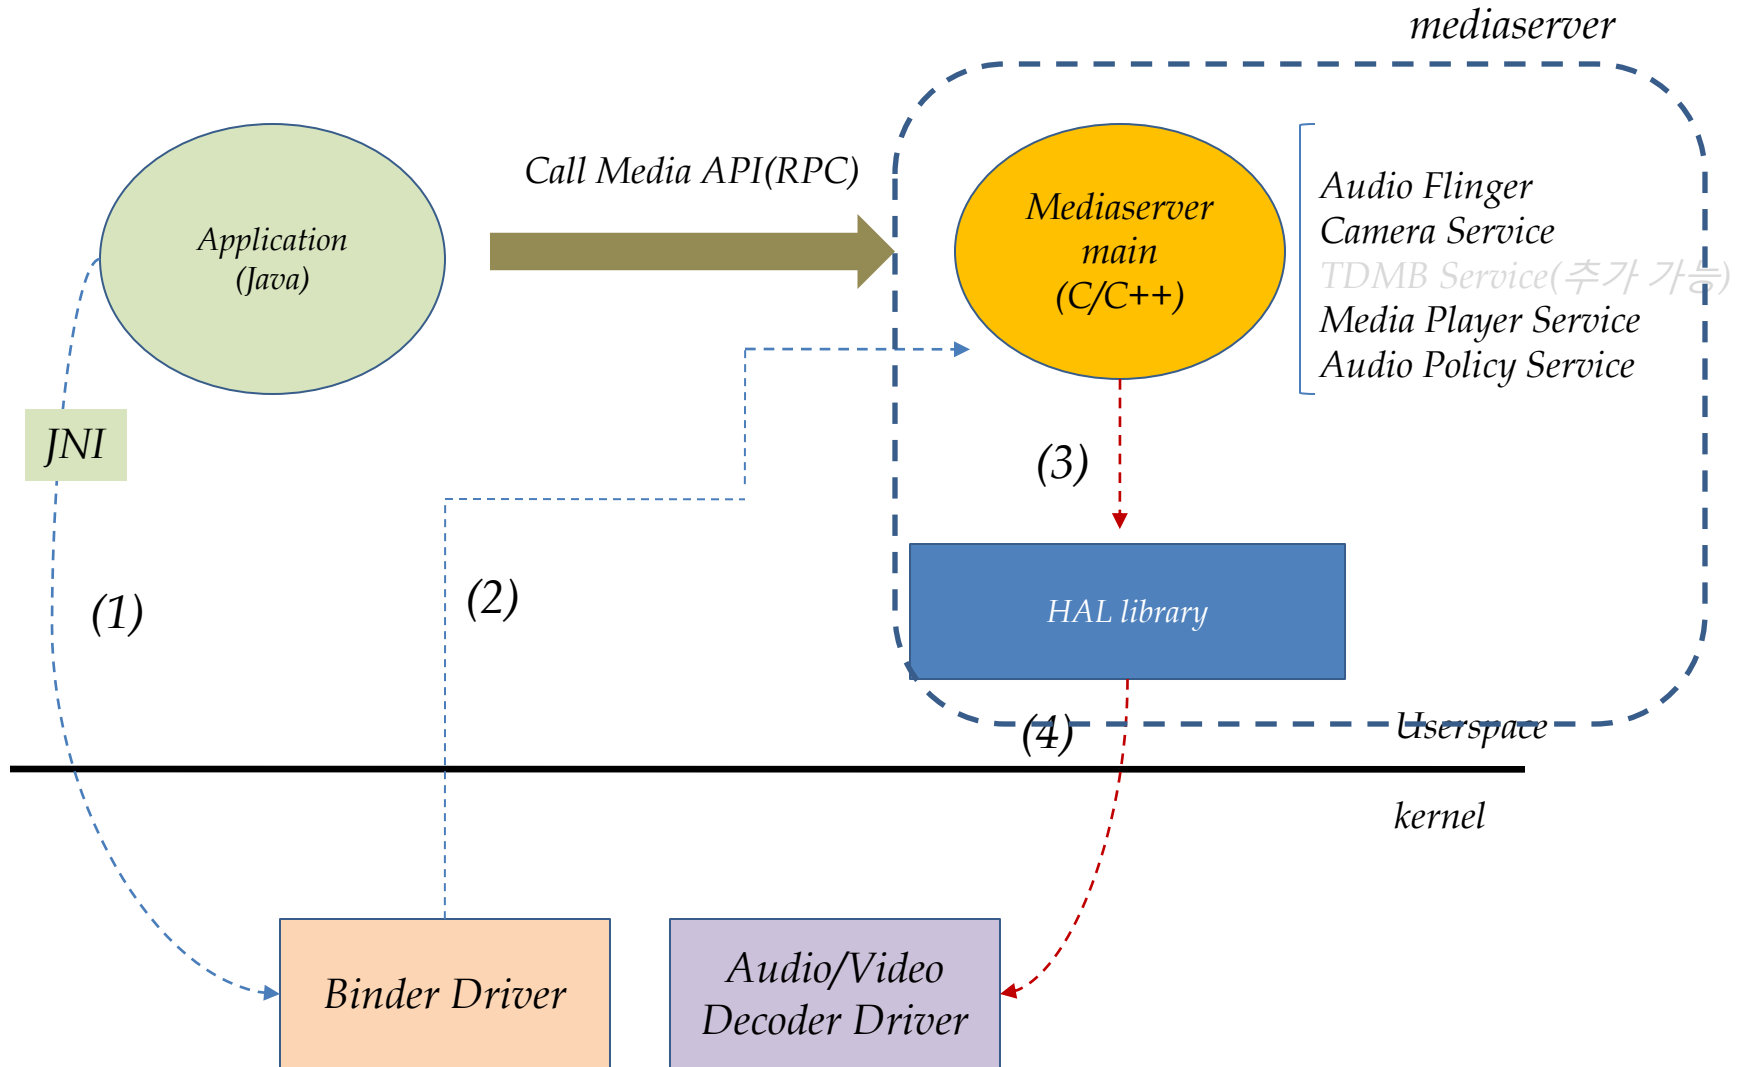 mediaserver
Call Media API(RPC)
Application
(Java)
Mediaserver
main
(C/C++)
Audio Flinger
Camera Service
TDMB Service(추가 가능)
Media Player Service
Audio Policy Service
JNI
(3)
(1)
(2)
HAL library
(4)
Userspace
kernel
Binder Driver
Audio/Video
Decoder Driver